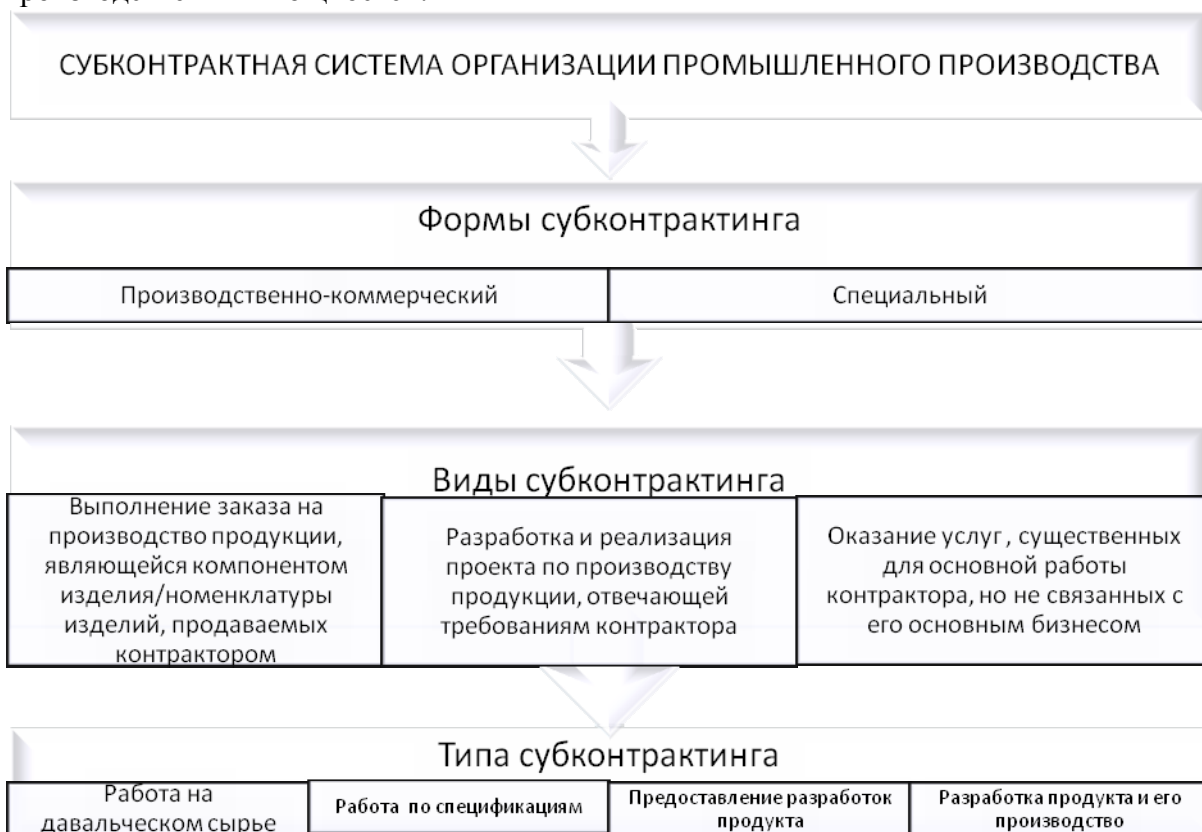 СУБКОНТРАКТНАЯ СИСТЕМА ОРГАНИЗАЦИИ ПРОМЫШЛЕННОГО ПРОИЗВОДСТВА
Формы субконтрактинга
Производственно-коммерческий
Специальный
Виды субконтрактинга
Выполнение заказа на
производство продукции,
являющейся компонентом
изделия/номенклатуры
изделий, продаваемых
контрактором
Разработка и реализация
проекта по производству
продукции, отвечающей
требованиям контрактора
Оказание услуг , существенных
для основной работы
контрактора, но не связанных с
его основным бизнесом
Типа субконтрактинга
Работа на
давальческом сырье
Работа по спецификациям
Предоставление разработок
продукта
Разработка продукта и его
производство